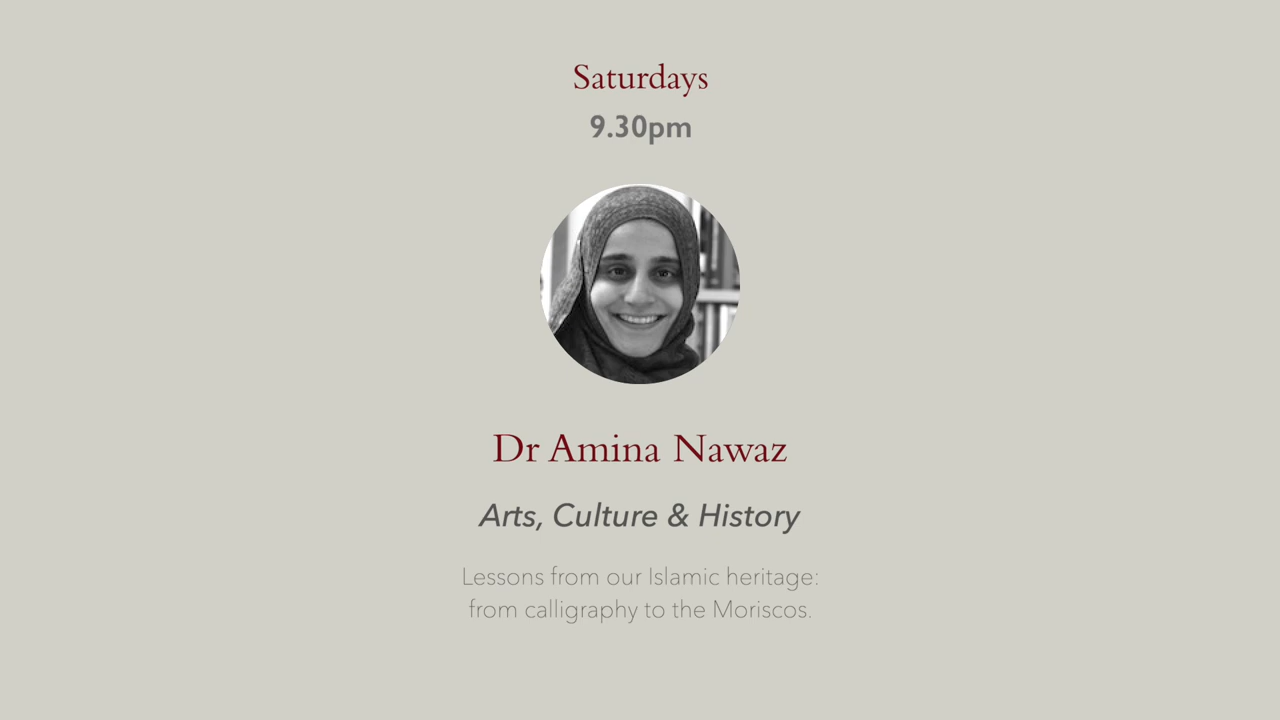 Saturdays
9.30pm
Dr Amina Nawaz
Arts, Culture & History
Lessons from our Islamic heritage:
from calligraphy to the Moriscos.